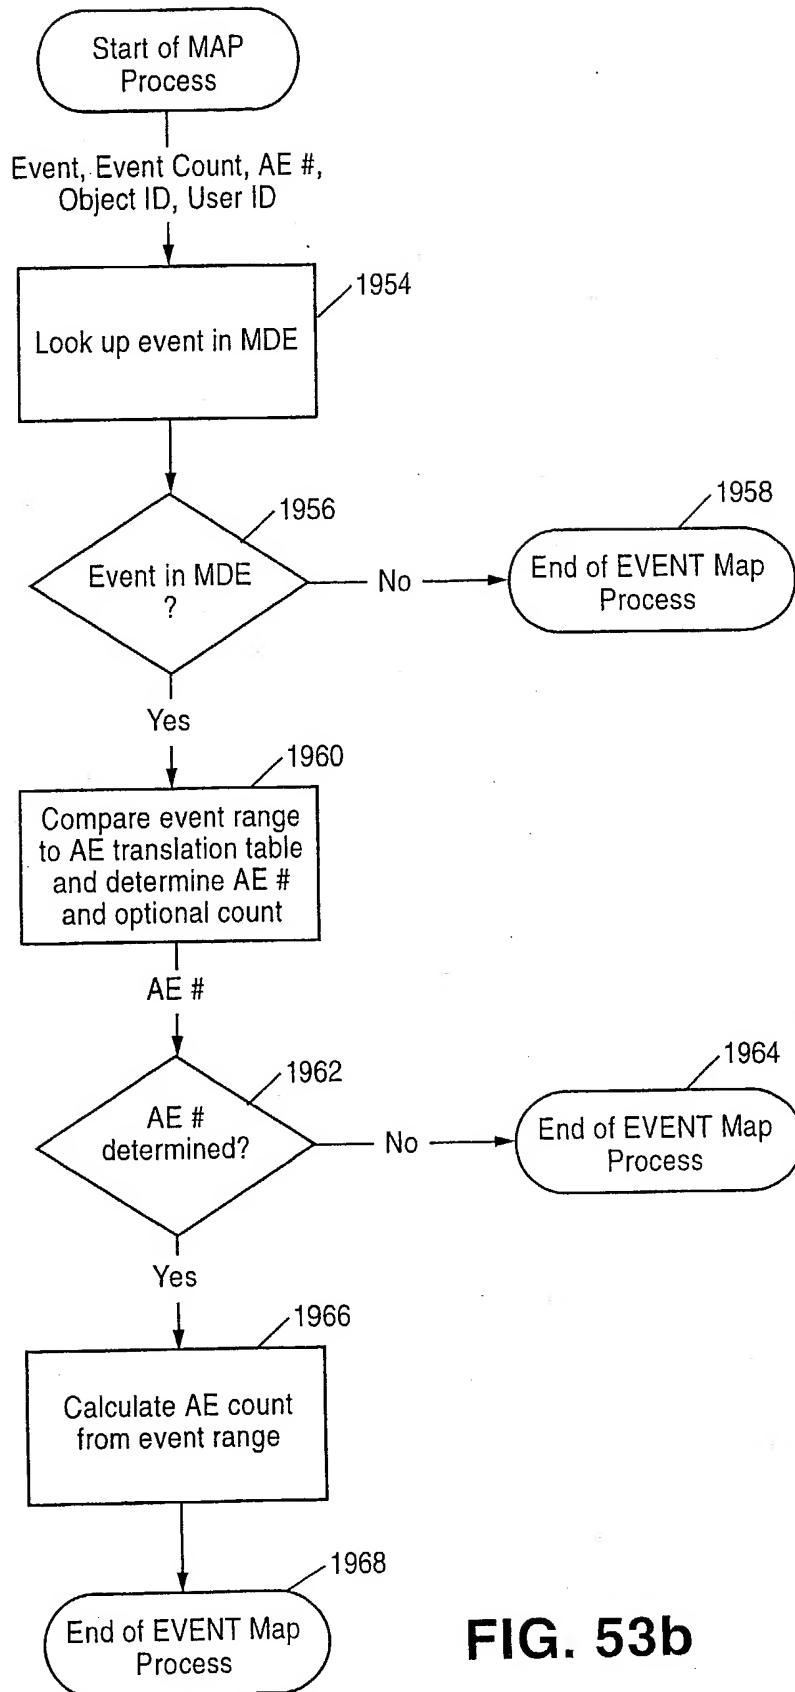 Start of MAP
Process
Event, Event Count, AE #,
Object ID, User ID
1954
Look up event in MDE
1956
Event in MDE
?
No
1958
End of EVENT Map
Process
Yes
1960
Compare event range
to AE translation table
and determine AE #
and optional count
AE #
1962
AE #
determined?
No
1964
End of EVENT Map
Process
Yes
1966
Calculate AE count
from event range
1968
End of EVENT Map
Process
FIG. 53b